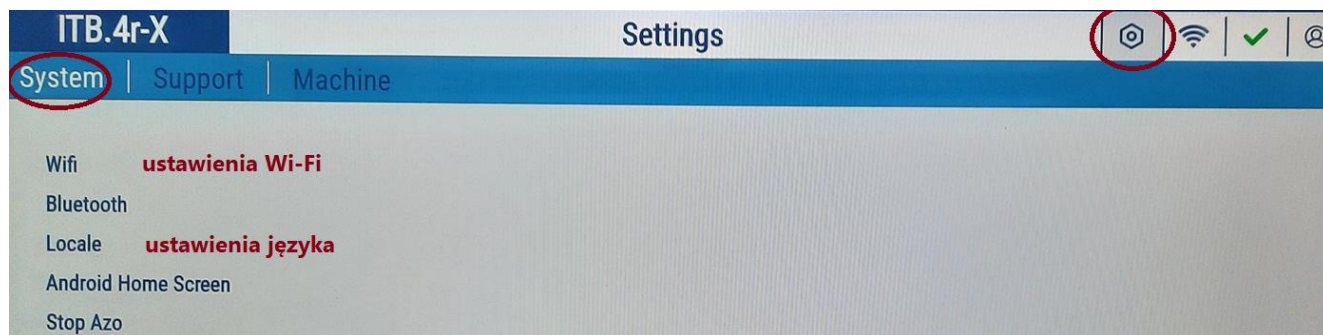 ITB.4r-X
Settings
System | Support | Machine
Wifi ustawienia Wi-Fi
Bluetooth
Locale ustawienia języka
Android Home Screen
Stop Azo